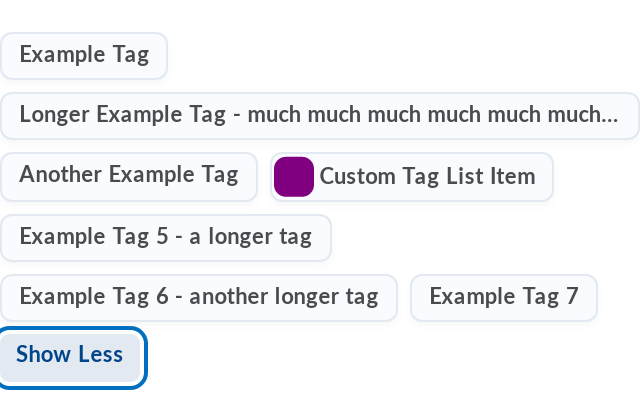 Example Tag
Longer Example Tag - much much much much much much...
Another Example Tag Custom Tag List Item
Example Tag 5 - a longer tag
Example Tag 6 - another longer tag Example Tag 7
Show Less